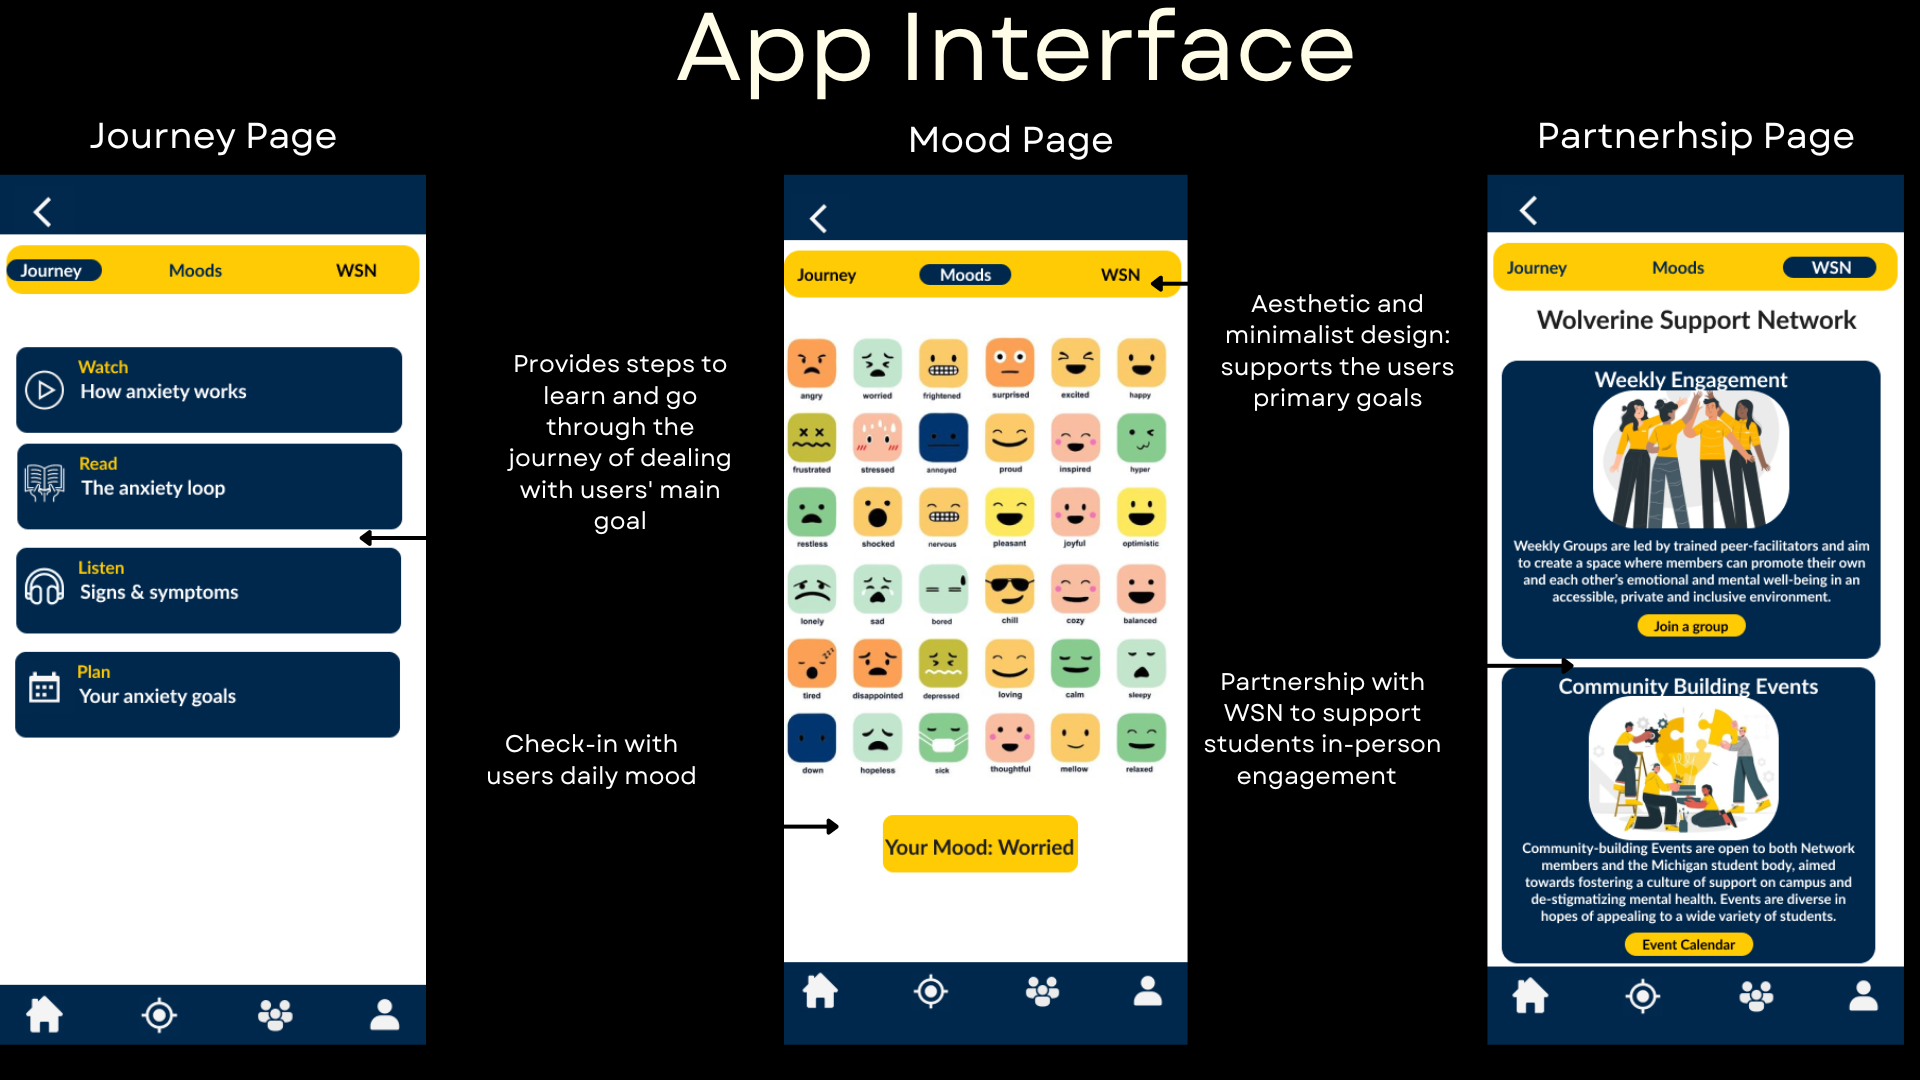 App Interface
Journey Page
Journey Moods WSN
Watch
How anxiety works
Read
The anxiety loop
Listen
Signs & symptoms
Plan
Your anxiety goals
Provides steps to
learn and go
through the
journey of dealing
with users' main
goal
Check-in with
users daily mood
Mood Page
Journey Moods WSN
angry worried frightened surprised excited happy
frustrated stressed annoyed proud inspired hyper
restless shocked nervous pleasant joyful optimistic
lonely sad bored chill cozy balanced
tired disappointed depressed loving calm sleepy
down hopeless sick thoughtful mellow relaxed
Your Mood: Worried
Aesthetic and
minimalist design:
supports the users
primary goals
Partnership with
WSN to support
students in-person
engagement
Partnerhsip Page
Journey Moods WSN
Wolverine Support Network
Weekly Engagement
Weekly Groups are led by trained peer-facilitators and aim
to create a space where members can promote their own
and each other's emotional and mental well-being in an
accessible, private and inclusive environment.
Join a group
Community Building Events
Community-building Events are open to both Network
members and the Michigan student body, aimed
towards fostering a culture of support on campus and
de-stigmatizing mental health. Events are diverse in
hopes of appealing to a wide variety of students.
Event Calendar